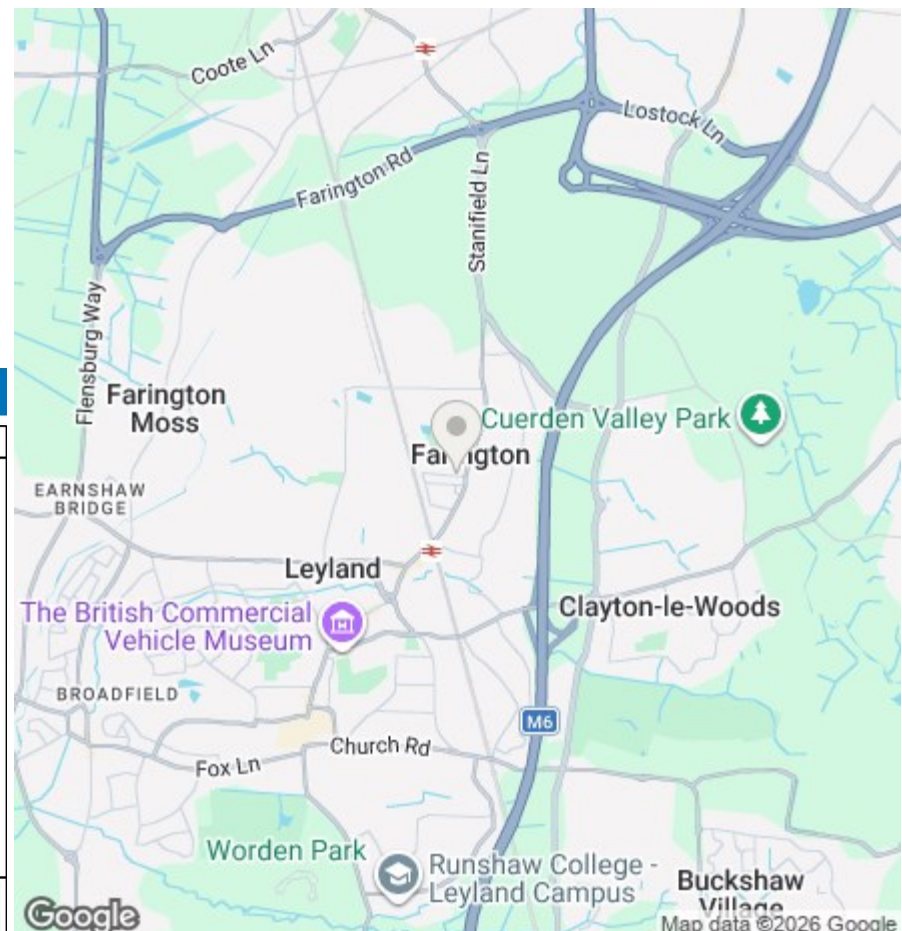 Coote Ln
Lostock Ln
Farington Rd
Stanifield Ln
Flensburg Way
Farington
Moss
Cuerden Valley Park
Farington
EARNSHAW
BRIDGE
Leyland
The British Commercial
Vehicle Museum
Clayton-le-Woods
BROADFIELD
M6
Church Rd
Fox Ln
Worden Park
Runshaw College -
Leyland Campus
Buckshaw
Village
Google
Map data ©2026 Google